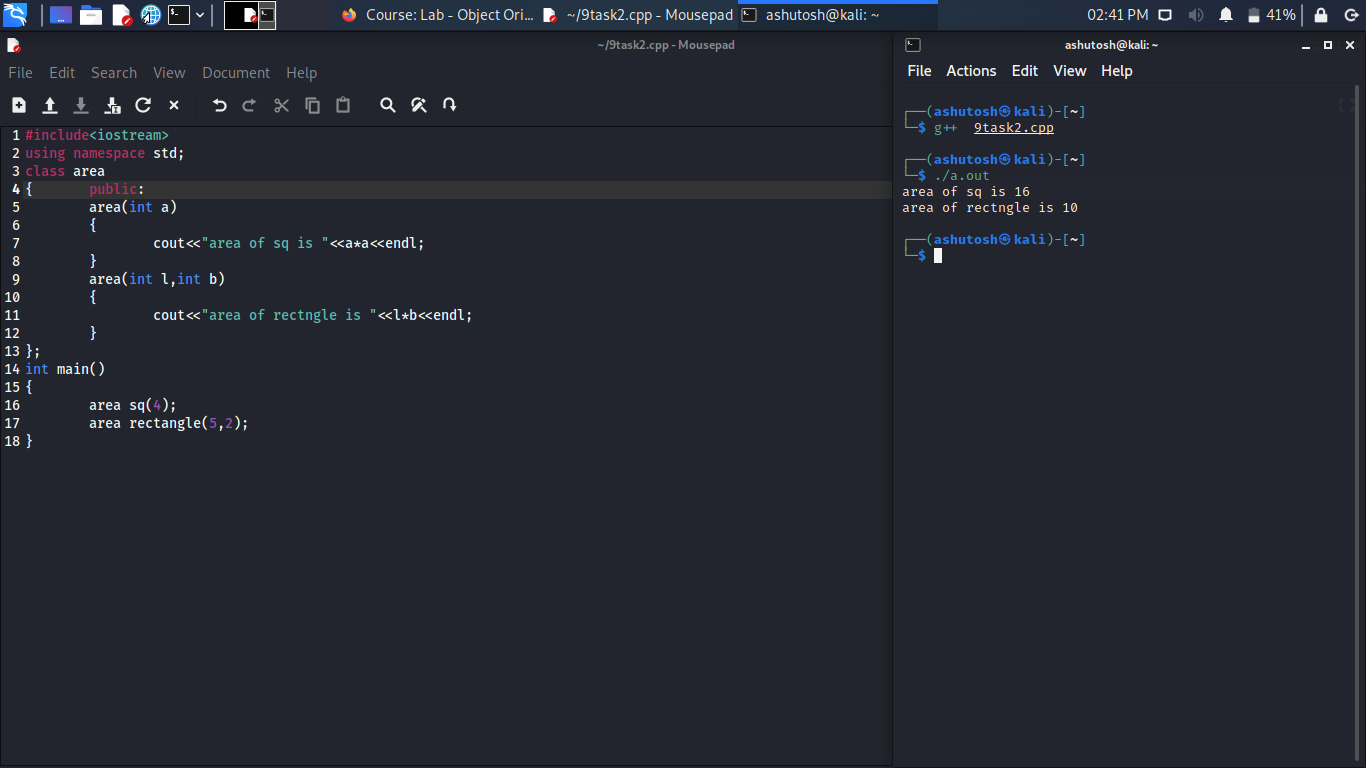 Course: Lab - Object Ori... ~/9task2.cpp - Mousepad ashutosh@kali: ~ 02:41 PM 41%
~/9task2.cpp - Mousepad
File Edit Search View Document Help
1 #include<iostream>
2 using namespace std;
3 class area
4 {       public:
5         area(int a)
6         {
7                 cout<<"area of sq is "<<a*a<<endl;
8         }
9         area(int l,int b)
10         {
11                 cout<<"area of rectngle is "<<l*b<<endl;
12         }
13 };
14 int main()
15 {
16         area sq(4);
17         area rectangle(5,2);
18 }
ashutosh@kali: ~
File Actions Edit View Help
┌──(ashutosh㉿kali)-[~]
└─$ g++  9task2.cpp
┌──(ashutosh㉿kali)-[~]
└─$ ./a.out
area of sq is 16
area of rectngle is 10
┌──(ashutosh㉿kali)-[~]
└─$